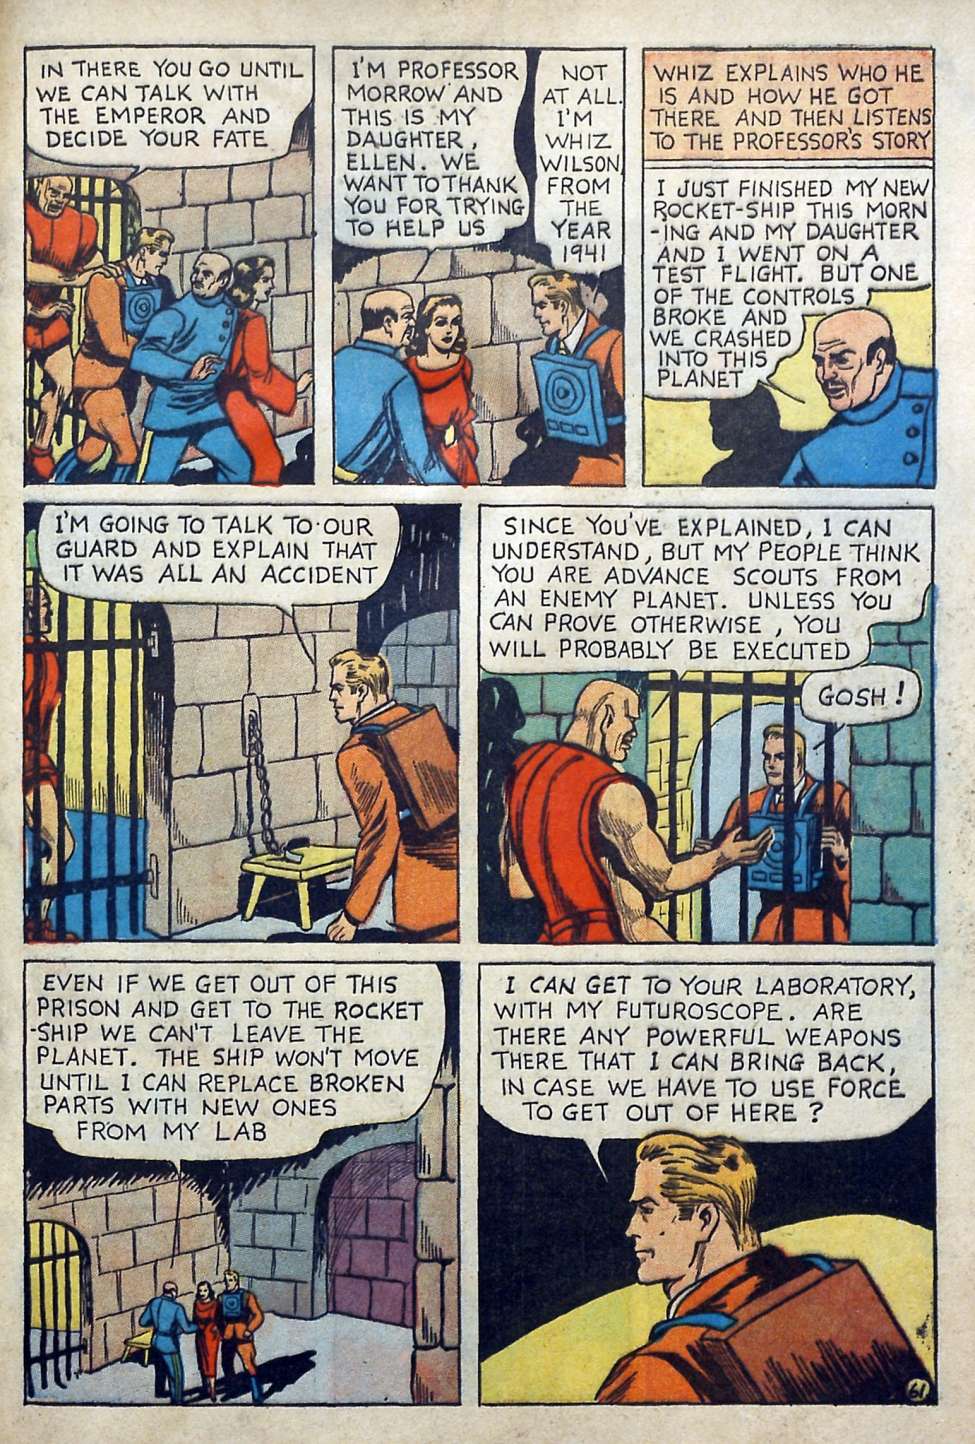 IN THERE YOU GO UNTIL
WE CAN TALK WITH
THE EMPEROR AND
DECIDE YOUR FATE
I'M PROFESSOR
MORROW AND
THIS IS MY
DAUGHTER,
ELLEN. WE
WANT TO THANK
YOU FOR TRYING
TO HELP US
NOT
AT ALL.
I'M
WHIZ
WILSON,
FROM
THE
YEAR
1941
WHIZ EXPLAINS WHO HE
IS AND HOW HE GOT
THERE AND THEN LISTENS
TO THE PROFESSOR'S STORY
I JUST FINISHED MY NEW
ROCKET-SHIP THIS MORN
-ING AND MY DAUGHTER
AND I WENT ON A
TEST FLIGHT. BUT ONE
OF THE CONTROLS
BROKE AND
WE CRASHED
INTO THIS
PLANET
I'M GOING TO TALK TO OUR
GUARD AND EXPLAIN THAT
IT WAS ALL AN ACCIDENT
SINCE YOU'VE EXPLAINED, I CAN
UNDERSTAND, BUT MY PEOPLE THINK
YOU ARE ADVANCE SCOUTS FROM
AN ENEMY PLANET. UNLESS YOU
CAN PROVE OTHERWISE, YOU
WILL PROBABLY BE EXECUTED
GOSH!
EVEN IF WE GET OUT OF THIS
PRISON AND GET TO THE ROCKET
-SHIP WE CAN'T LEAVE THE
PLANET. THE SHIP WON'T MOVE
UNTIL I CAN REPLACE BROKEN
PARTS WITH NEW ONES
FROM MY LAB
I CAN GET TO YOUR LABORATORY,
WITH MY FUTUROSCOPE. ARE
THERE ANY POWERFUL WEAPONS
THERE THAT I CAN BRING BACK,
IN CASE WE HAVE TO USE FORCE
TO GET OUT OF HERE?
61